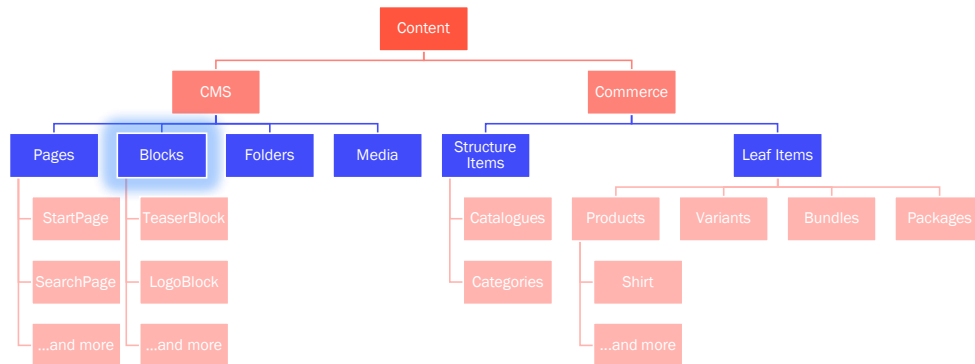 Content
CMS
Commerce
Pages
Blocks
Folders
Media
Structure
Items
Leaf Items
StartPage
TeaserBlock
Catalogues
Products
Variants
Bundles
Packages
SearchPage
LogoBlock
Categories
Shirt
...and more
...and more
...and more